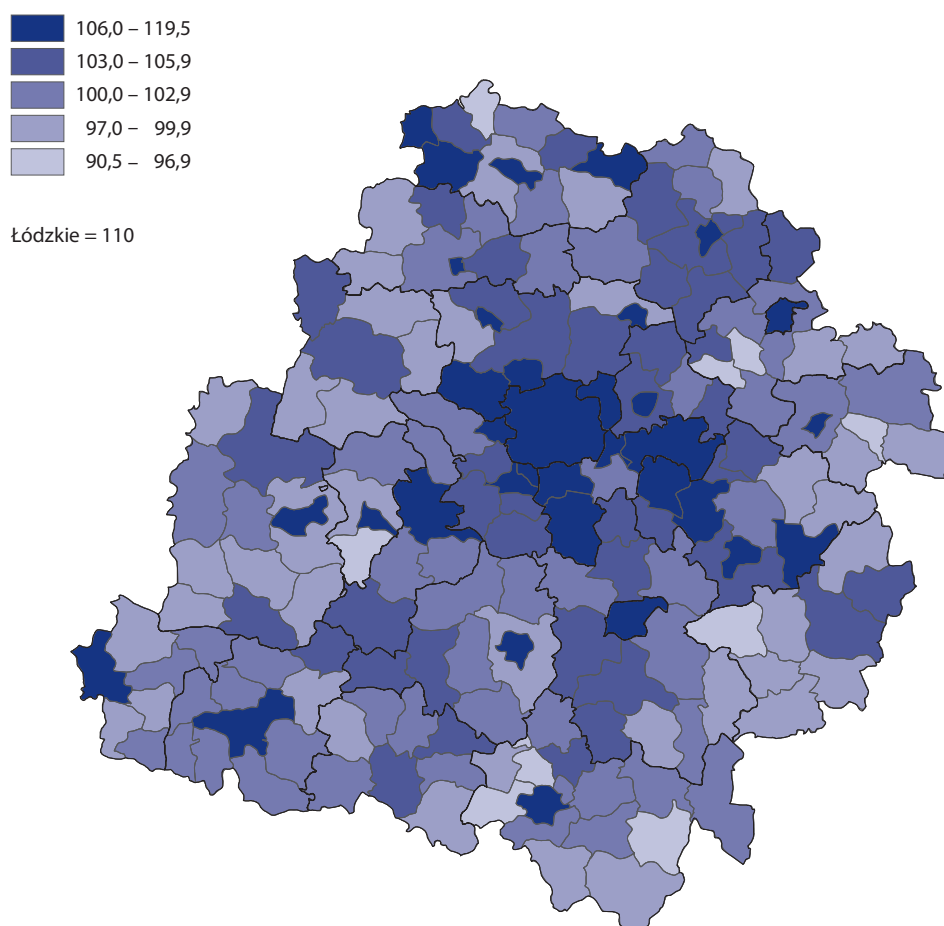 106,0 – 119,5
103,0 – 105,9
100,0 – 102,9
97,0 – 99,9
90,5 – 96,9
Łódzkie = 110